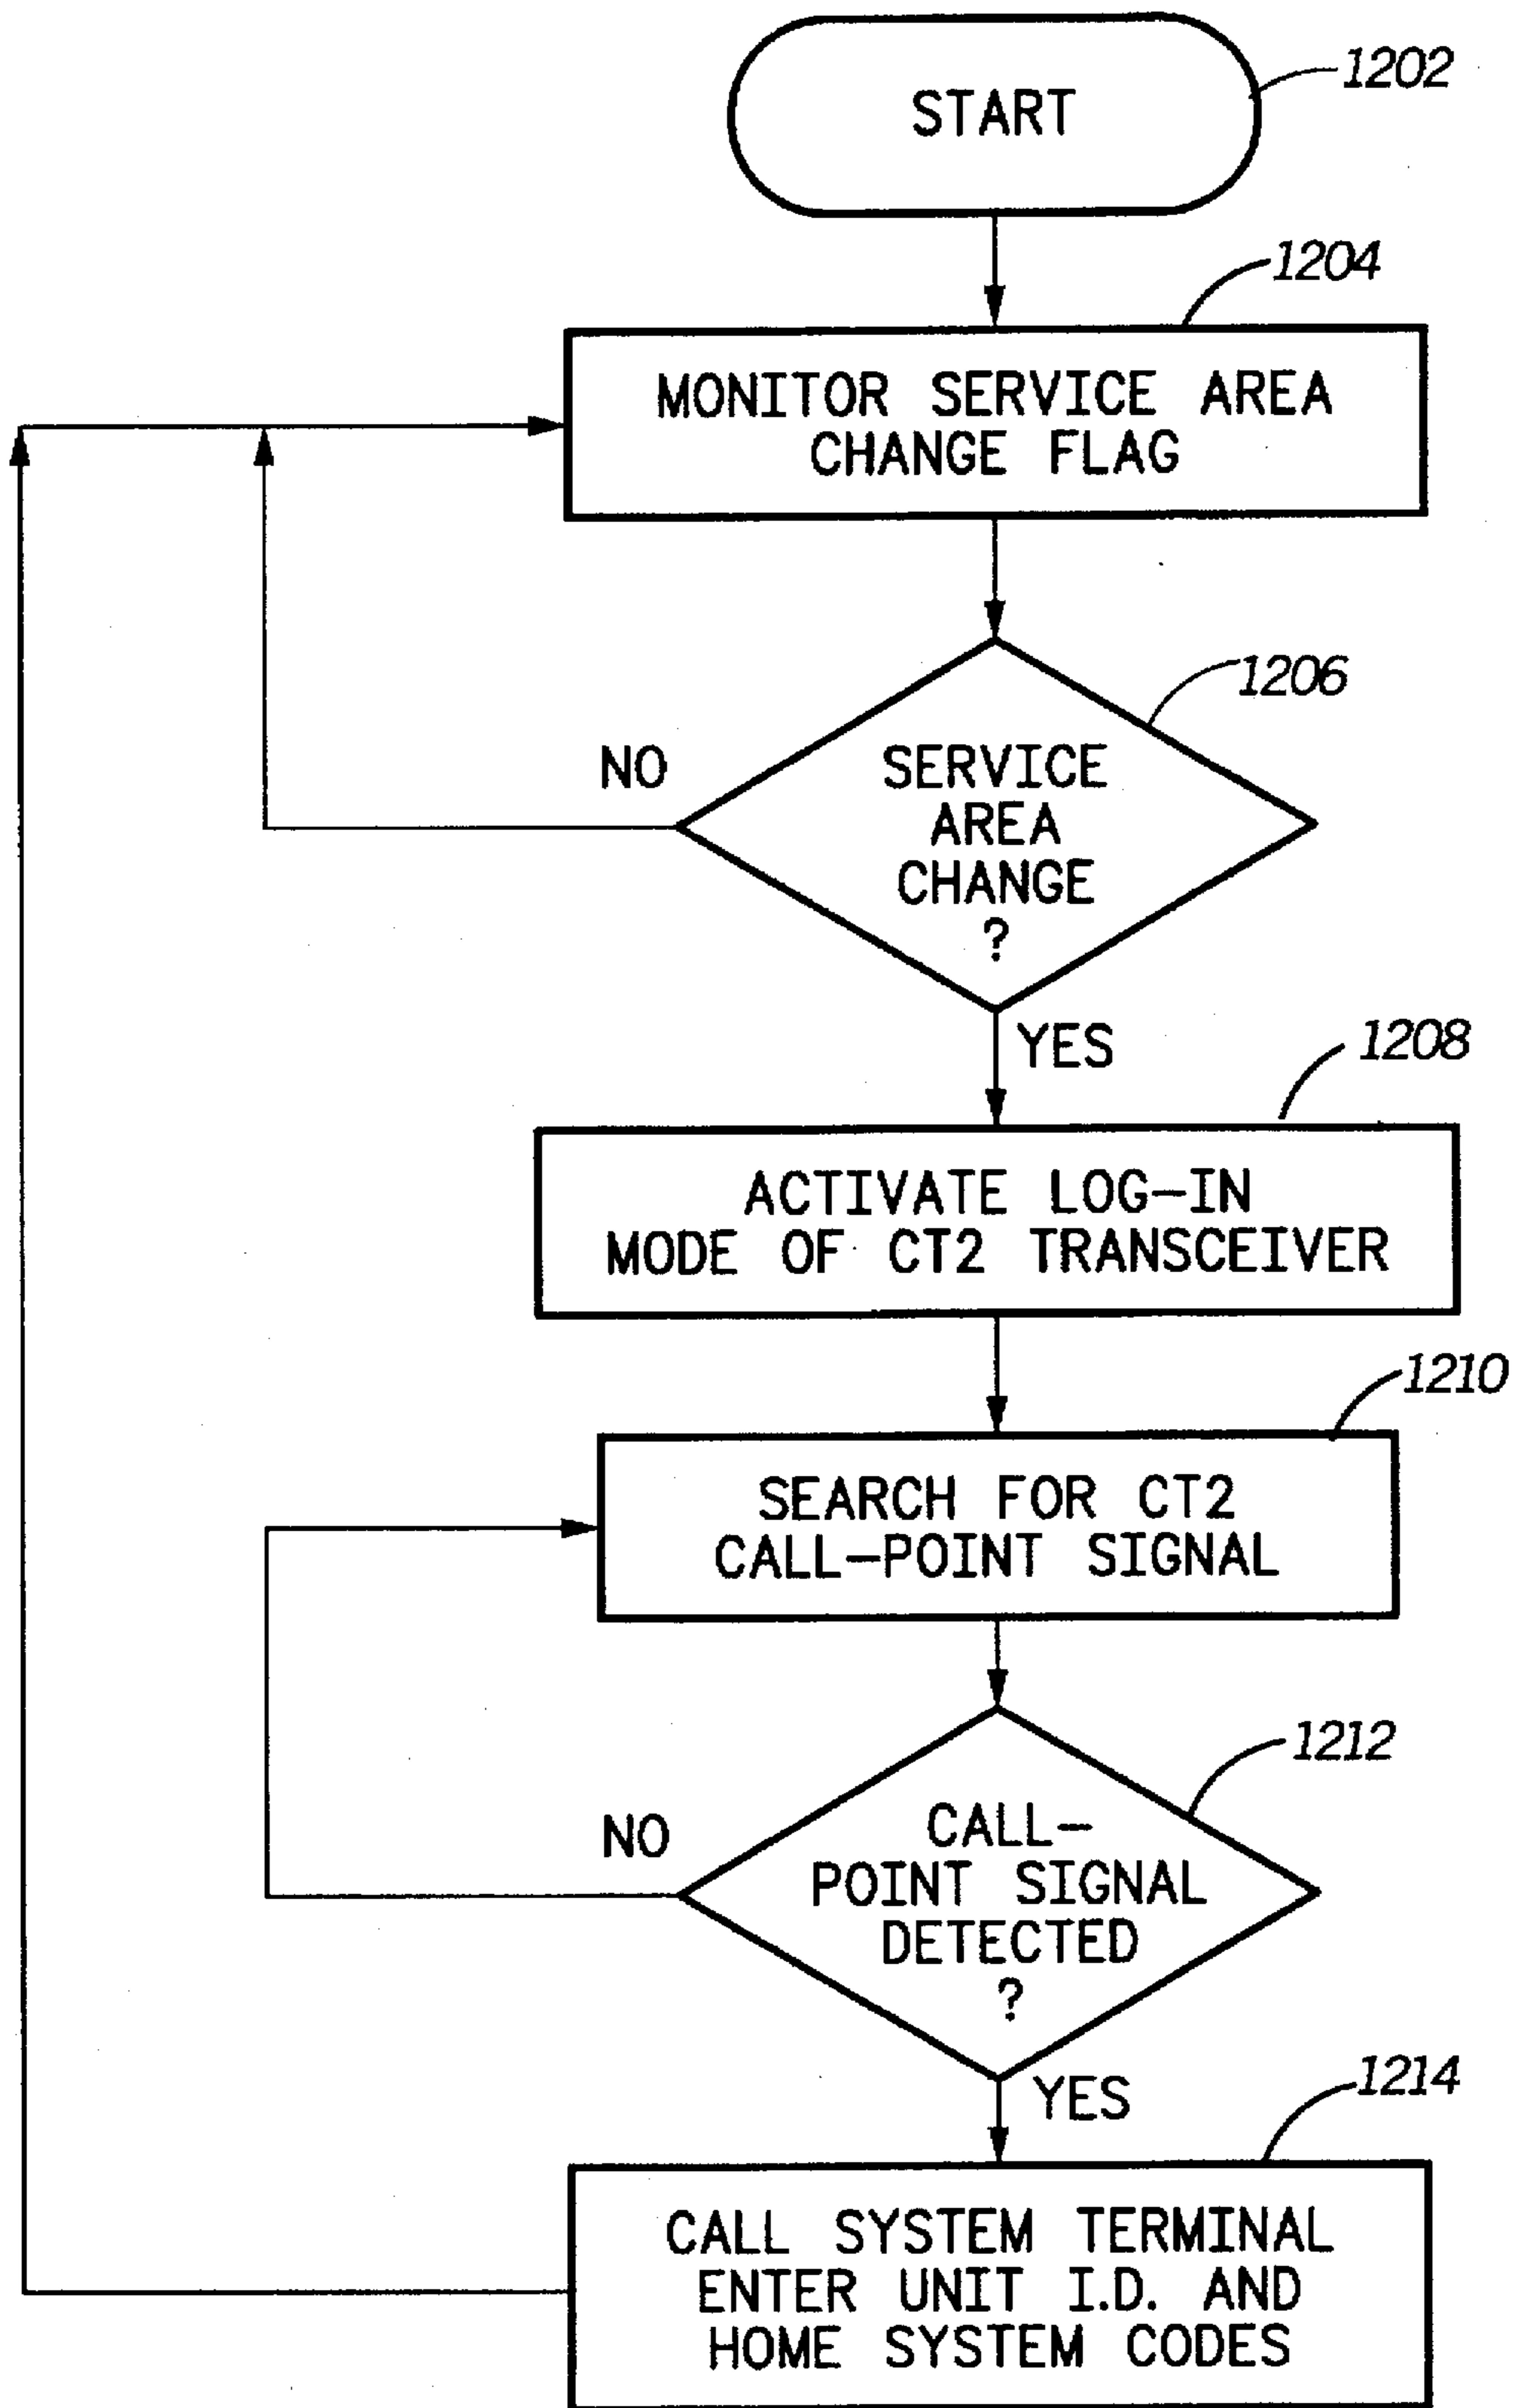 START
1202
1204
MONITOR SERVICE AREA
CHANGE FLAG
1206
NO
SERVICE
AREA
CHANGE
?
YES
1208
ACTIVATE LOG-IN
MODE OF CT2 TRANSCEIVER
1210
SEARCH FOR CT2
CALL-POINT SIGNAL
1212
NO
CALL-
POINT SIGNAL
DETECTED
?
YES
1214
CALL SYSTEM TERMINAL
ENTER UNIT I.D. AND
HOME SYSTEM CODES